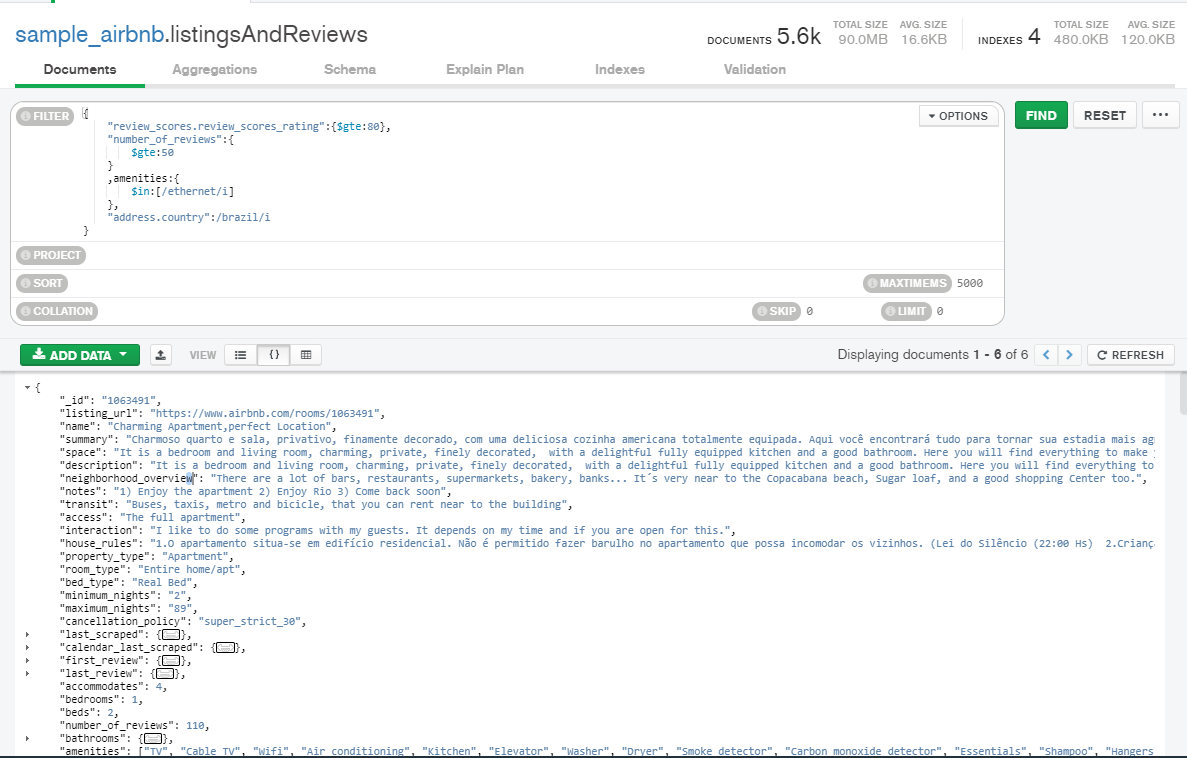 sample_airbnb.listingsAndReviews
DOCUMENTS 5.6k TOTAL SIZE 90.0MB AVG. SIZE 16.6KB INDEXES 4 TOTAL SIZE 480.0KB AVG. SIZE 120.0KB
Documents Aggregations Schema Explain Plan Indexes Validation
FILTER {
"review_scores.review_scores_rating":{$gte:80},
"number_of_reviews":{
$gte:50
}
,amenities:{
$in:[/ethernet/i]
},
"address.country":/brazil/i
}
OPTIONS
FIND RESET ...
PROJECT
SORT MAXTIMEMS 5000
COLLATION SKIP 0 LIMIT 0
ADD DATA VIEW {} Displaying documents 1 - 6 of 6 < > REFRESH
{
"_id": "1063491",
"listing_url": "https://www.airbnb.com/rooms/1063491",
"name": "Charming Apartment,perfect Location",
"summary": "Charmoso quarto e sala, privativo, finamente decorado, com uma deliciosa cozinha americana totalmente equipada. Aqui você encontrará tudo para tornar sua estadia mais ag
"space": "It is a bedroom and living room, charming, private, finely decorated,  with a delightful fully equipped kitchen and a good bathroom. Here you will find everything to make
"description": "It is a bedroom and living room, charming, private, finely decorated,  with a delightful fully equipped kitchen and a good bathroom. Here you will find everything to
"neighborhood_overview": "There are a lot of bars, restaurants, supermarkets, bakery, banks... It´s very near to the Copacabana beach, Sugar loaf, and a good shopping Center too.",
"notes": "1) Enjoy the apartment 2) Enjoy Rio 3) Come back soon",
"transit": "Buses, taxis, metro and bicicle, that you can rent near to the building",
"access": "The full apartment",
"interaction": "I like to do some programs with my guests. It depends on my time and if you are open for this.",
"house_rules": "1.O apartamento situa-se em edifício residencial. Não é permitido fazer barulho no apartamento que possa incomodar os vizinhos. (Lei do Silêncio (22:00 Hs)  2.Crianç
"property_type": "Apartment",
"room_type": "Entire home/apt",
"bed_type": "Real Bed",
"minimum_nights": "2",
"maximum_nights": "89",
"cancellation_policy": "super_strict_30",
"last_scraped": {},
"calendar_last_scraped": {},
"first_review": {},
"last_review": {},
"accommodates": 4,
"bedrooms": 1,
"beds": 2,
"number_of_reviews": 110,
"bathrooms": {},
"amenities": ["TV", "Cable TV", "Wifi", "Air conditioning", "Kitchen", "Elevator", "Washer", "Dryer", "Smoke detector", "Carbon monoxide detector", "Essentials", "Shampoo", "Hangers